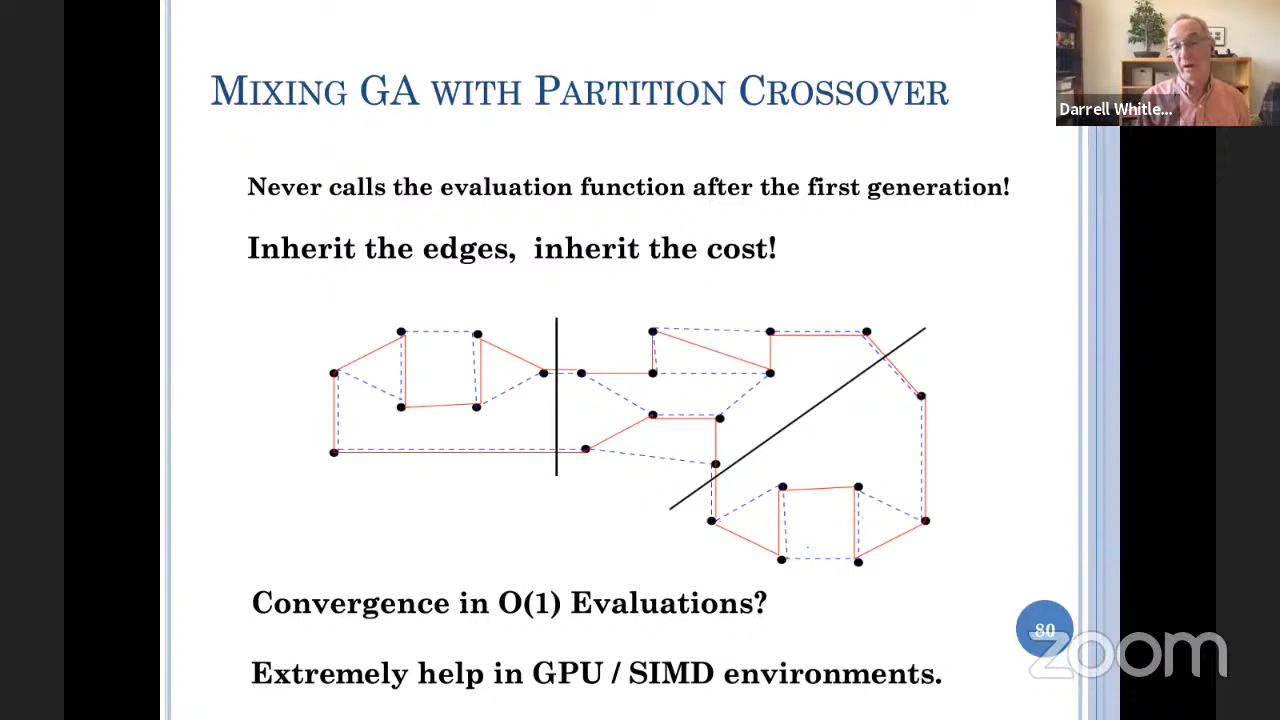 MIXING GA WITH PARTITION CROSSOVER
Darrell Whitle...
Never calls the evaluation function after the first generation!
Inherit the edges, inherit the cost!
Convergence in O(1) Evaluations?
80
zoom
Extremely help in GPU / SIMD environments.